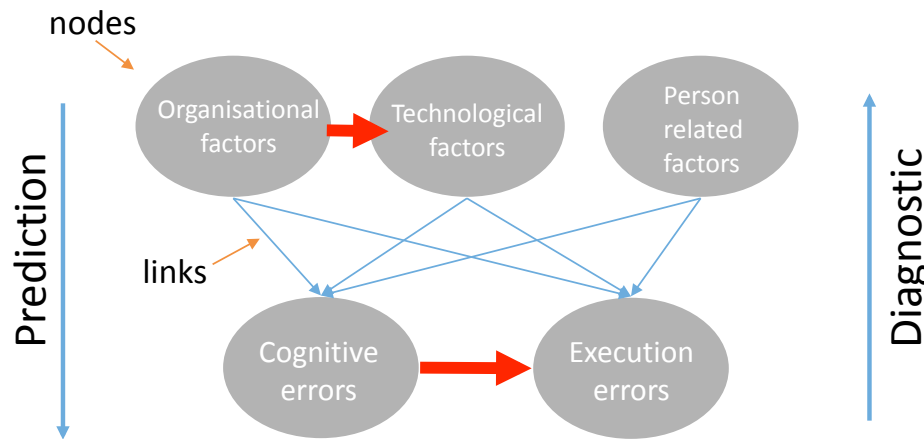 nodes
Organisational
factors
Technological
factors
Person
related
factors
Prediction
Diagnostic
links
Cognitive
errors
Execution
errors